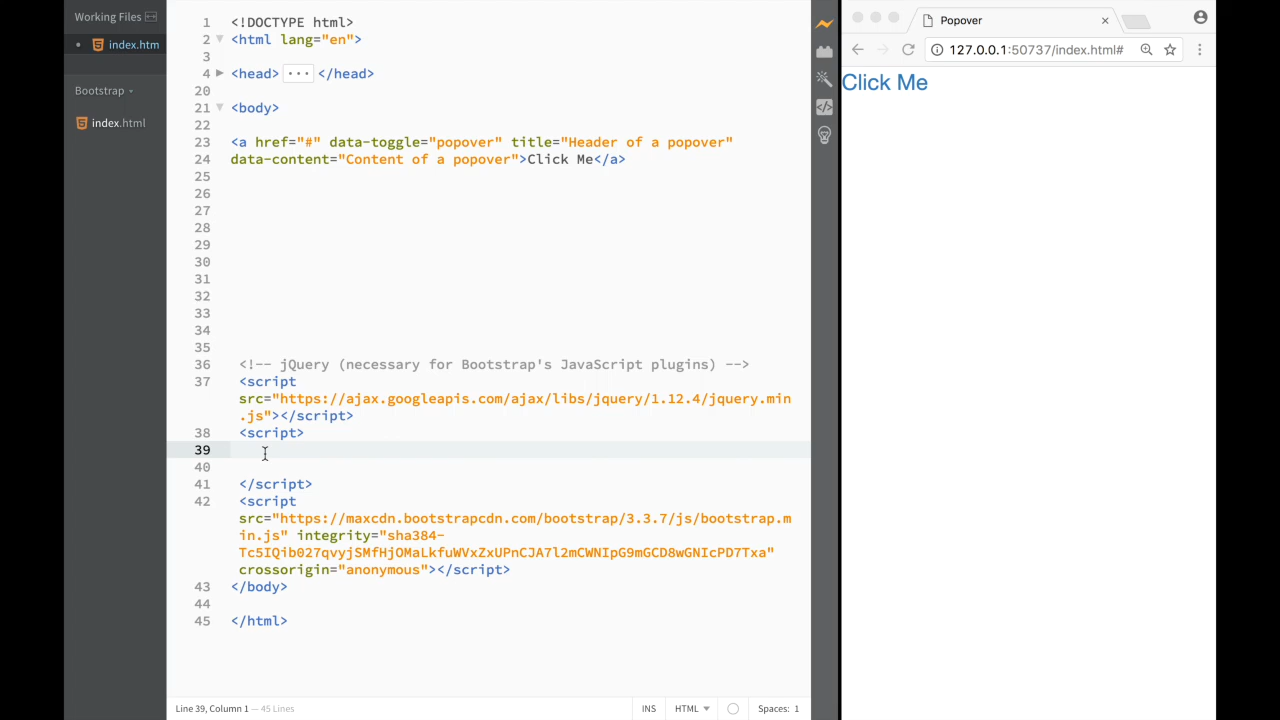 Working Files
index.htm
Bootstrap
index.html
1 <!DOCTYPE html>
2 <html lang="en">
3
4 <head> ··· </head>
20
21 <body>
22
23 <a href="#" data-toggle="popover" title="Header of a popover"
24 data-content="Content of a popover">Click Me</a>
25
26
27
28
29
30
31
32
33
34
35
36 <!-- jQuery (necessary for Bootstrap's JavaScript plugins) -->
37 <script
src="https://ajax.googleapis.com/ajax/libs/jquery/1.12.4/jquery.min
.js"></script>
38 <script>
39
40
41 </script>
42 <script
src="https://maxcdn.bootstrapcdn.com/bootstrap/3.3.7/js/bootstrap.m
in.js" integrity="sha384-
Tc5IQib027qvyjSMfHjOMaLkfuWVxZxUPnCJA7l2mCWNIpG9mGCD8wGNIcPD7Txa"
crossorigin="anonymous"></script>
43 </body>
44
45 </html>
Line 39, Column 1 — 45 Lines
INS
HTML
Spaces: 1
Popover
127.0.0.1:50737/index.html#
Click Me